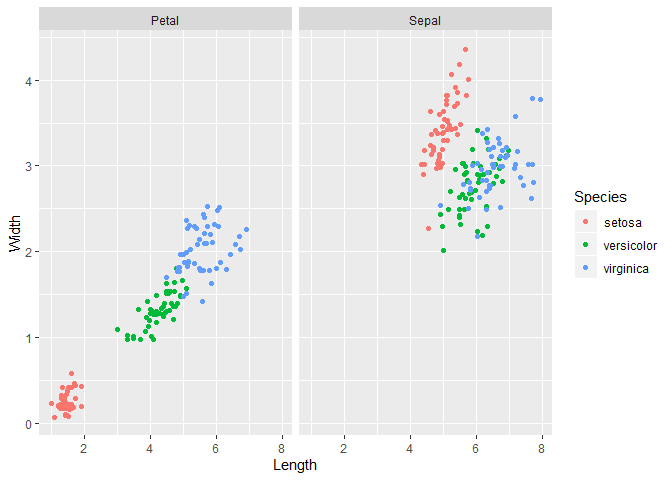 Petal
Sepal
Width
4
3
2
1
0
2
4
6
8
2
4
6
8
Length
Species
setosa
versicolor
virginica